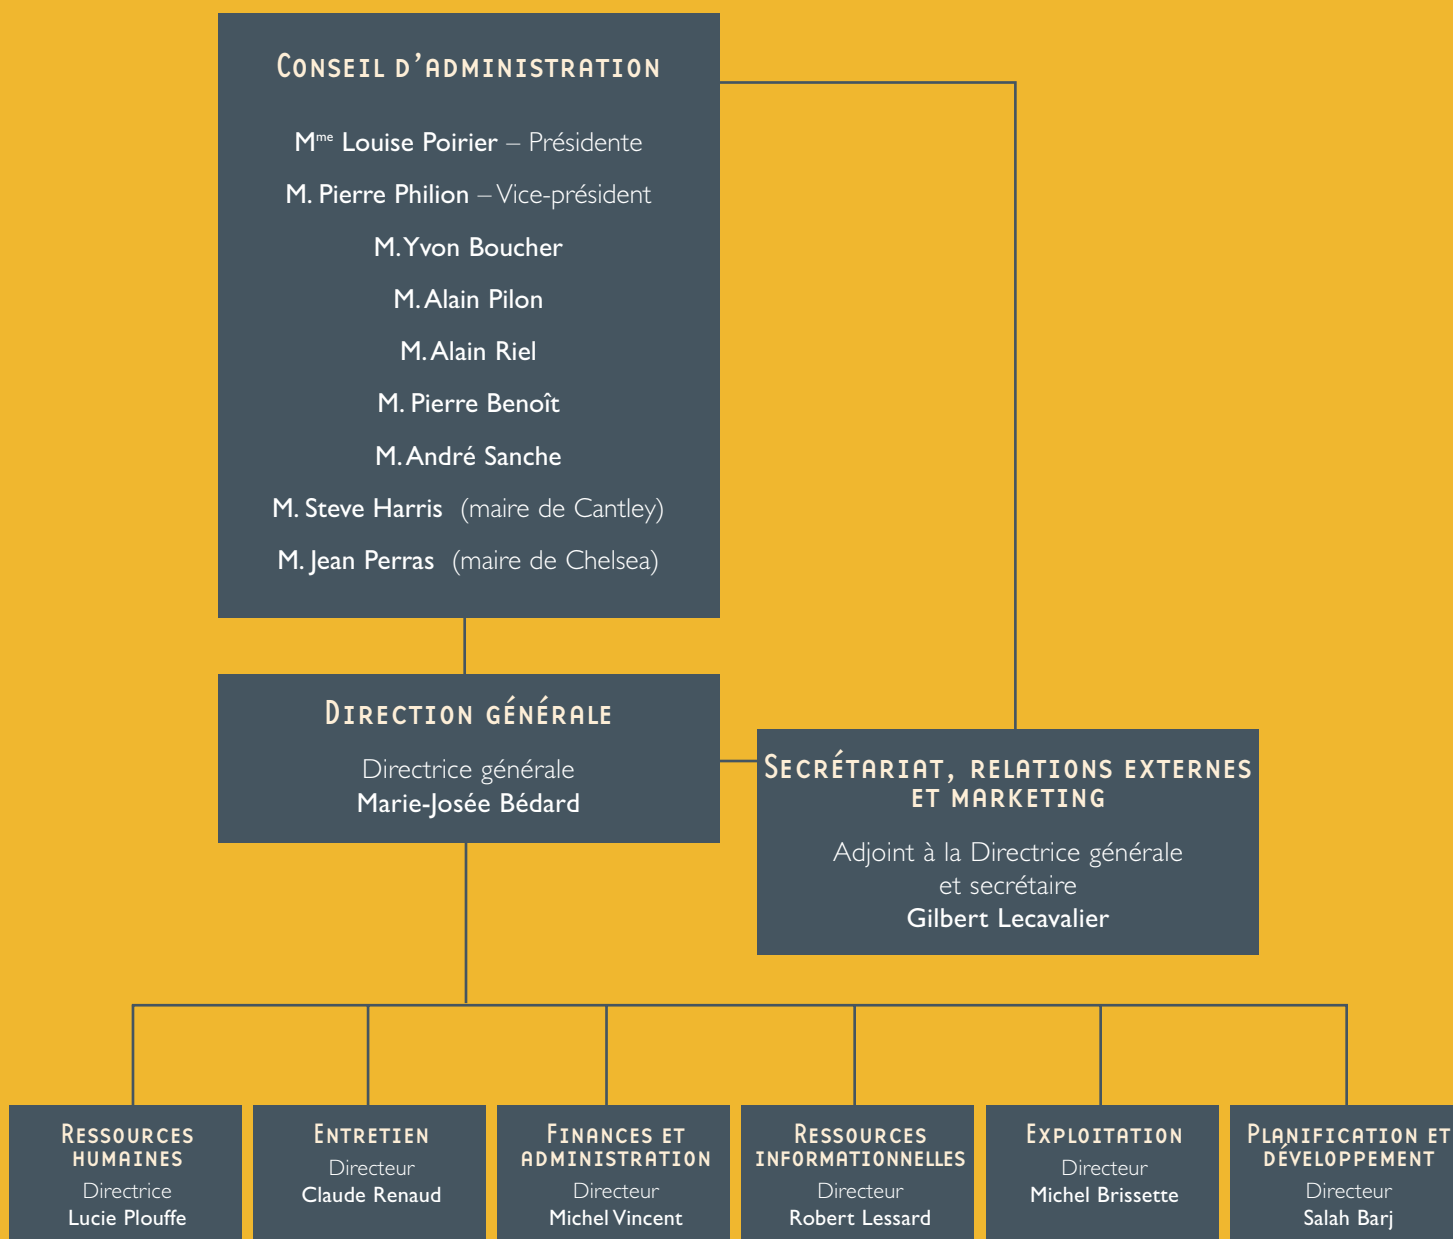 Conseil d’administration
Mme Louise Poirier – Présidente
M. Pierre Philion – Vice-président
M. Yvon Boucher
M. Alain Pilon
M. Alain Riel
M. Pierre Benoît
M. André Sanche
M. Steve Harris (maire de Cantley)
M. Jean Perras (maire de Chelsea)
Direction générale
Directrice générale
Marie-Josée Bédard
Secrétariat, relations externes
et marketing
Adjoint à la Directrice générale
et secrétaire
Gilbert Lecavalier
Ressources
humaines
Directrice
Lucie Plouffe
Entretien
Directeur
Claude Renaud
Finances et
administration
Directeur
Michel Vincent
Ressources
informationnelles
Directeur
Robert Lessard
Exploitation
Directeur
Michel Brissette
Planification et
développement
Directeur
Salah Barj